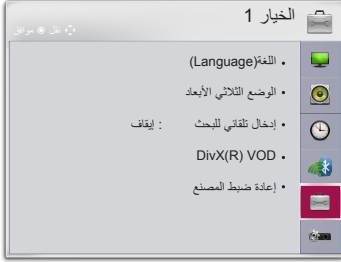 الخيار 1
نقل موافق
اللغة(Language)
الوضع الثلاثي الأبعاد
إدخال تلقائي للبحث : إيقاف
DivX(R) VOD
إعادة ضبط المصنع